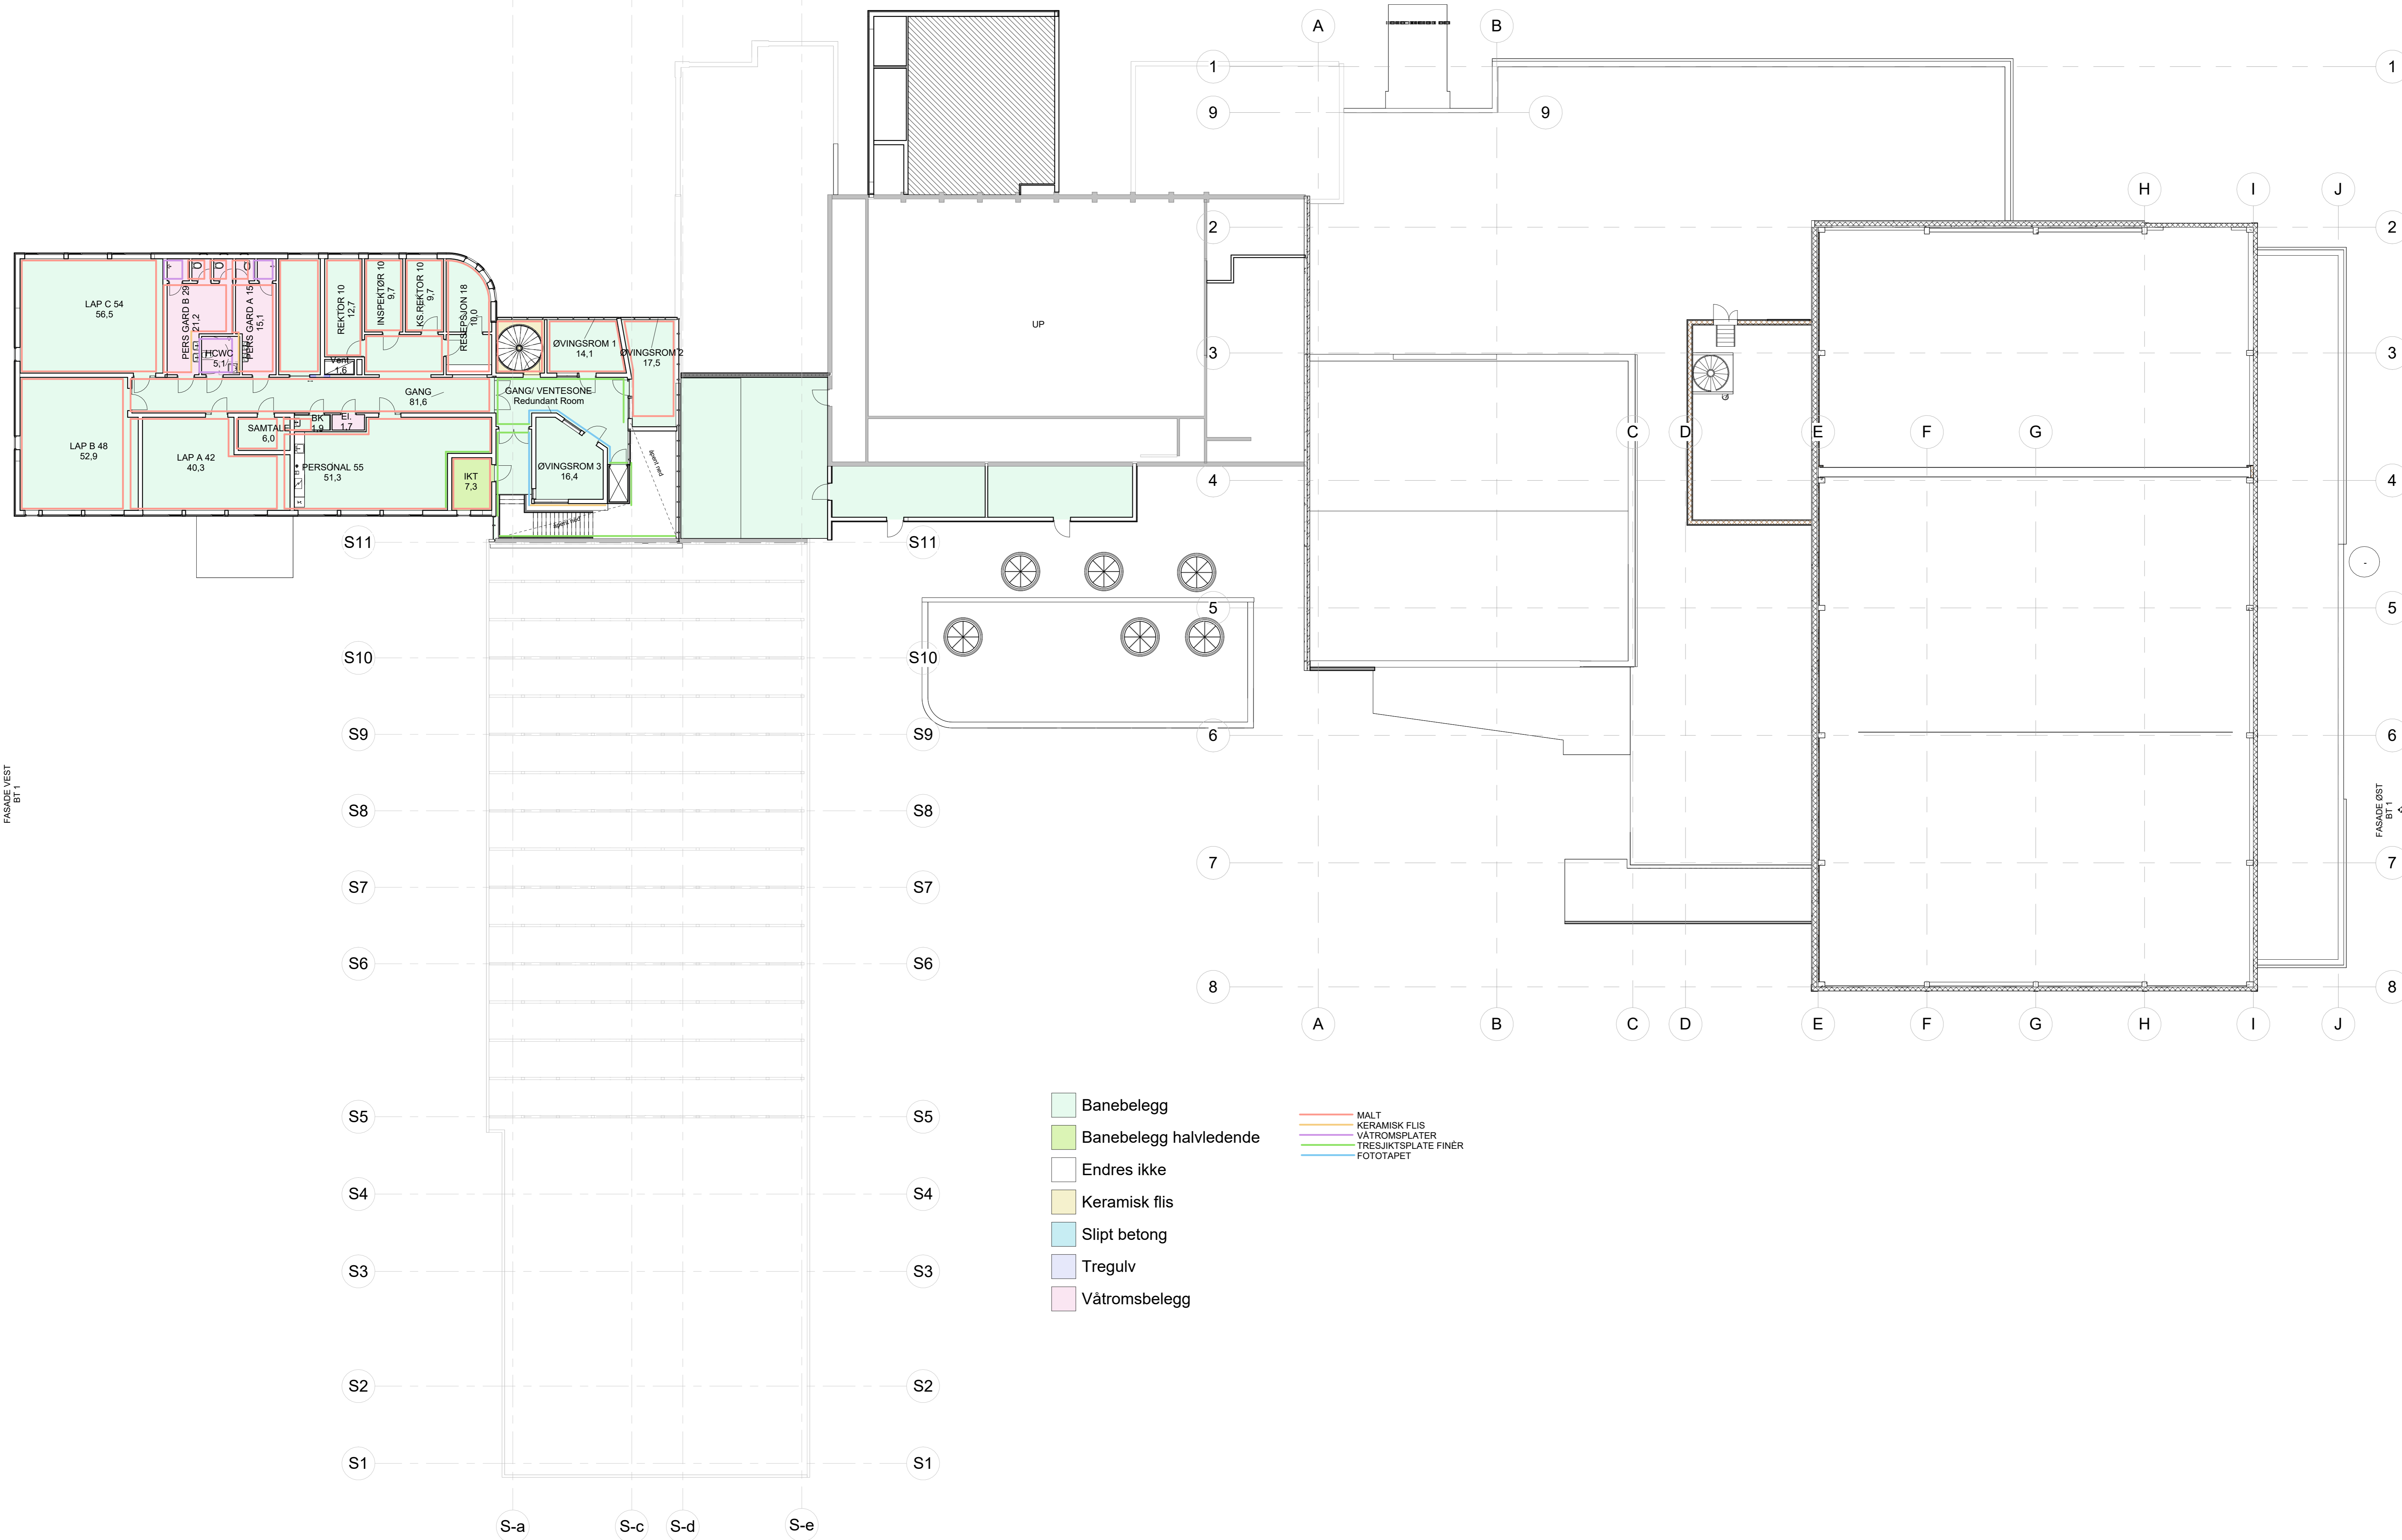 A
B
1
1
9
9
H
I
J
2
2
LAP C 54
56,5
PERS GARD B 29
21,2
HCWC
5,1
PERS GARD A 15
15,1
REKTOR 10
12,7
INSPEKTØR 10
9,7
KS.REKTOR 10
9,7
RESEPSJON 18
10,0
Vent.
1,6
ØVINGSROM 1
14,1
ØVINGSROM 2
17,5
UP
3
3
GANG
81,6
GANG/ VENTESONE
Redundant Room
LAP B 48
52,9
LAP A 42
40,3
SAMTALE
6,0
BK
1,9
El.
1,7
PERSONAL 55
51,3
IKT
7,3
ØVINGSROM 3
16,4
åpent ned
åpent ned
C
D
E
F
G
4
4
S11
S11
-
5
5
S10
S10
S9
S9
6
6
FASADE VEST
BT 1
FASADE ØST
BT 1
S8
S8
7
7
S7
S7
S6
S6
8
8
A
B
C
D
E
F
G
H
I
J
S5
S5
Banebelegg
Banebelegg halvledende
Endres ikke
Keramisk flis
Slipt betong
Tregulv
Våtromsbelegg
MALT
KERAMISK FLIS
VÅTROMSPLATER
TRESJIKTSPLATE FINÉR
FOTOTAPET
S4
S4
S3
S3
S2
S2
S1
S1
S-a
S-c
S-d
S-e